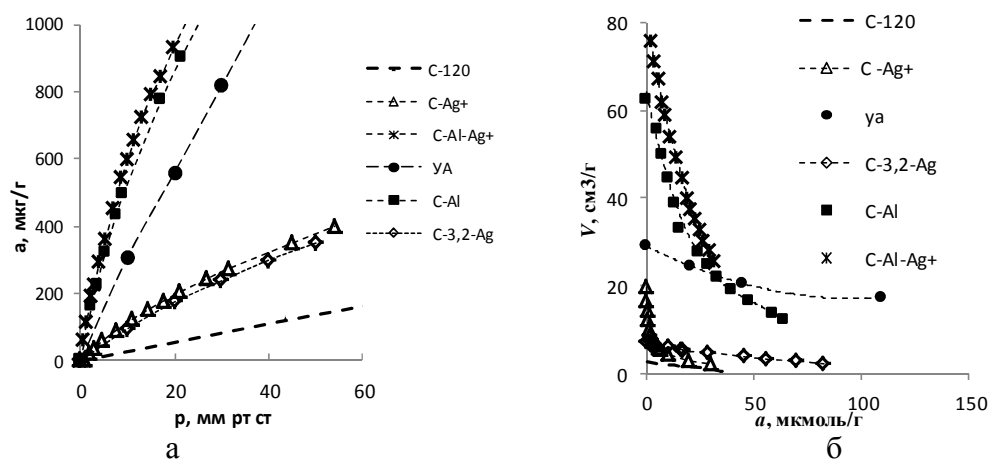 1000
800
600
400
200
0
0 20 40 60
a, мкг/г
p, мм рт ст
С-120
C-Ag+
C-Al-Ag+
УА
C-Al
С-3,2-Ag
а
80
60
40
20
0
0 50 100 150
V, см3/г
a, мкмоль/г
С-120
C -Ag+
уа
С-3,2-Ag
C-Al
C-Al-Ag+
б